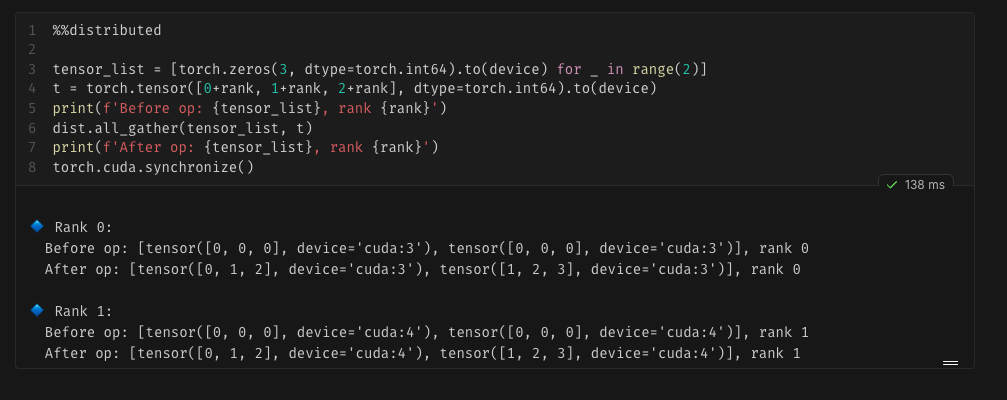 1 %%distributed
2
3 tensor_list = [torch.zeros(3, dtype=torch.int64).to(device) for _ in range(2)]
4 t = torch.tensor([0+rank, 1+rank, 2+rank], dtype=torch.int64).to(device)
5 print(f'Before op: {tensor_list}, rank {rank}')
6 dist.all_gather(tensor_list, t)
7 print(f'After op: {tensor_list}, rank {rank}')
8 torch.cuda.synchronize()
138 ms
Rank 0:
Before op: [tensor([0, 0, 0], device='cuda:3'), tensor([0, 0, 0], device='cuda:3')], rank 0
After op: [tensor([0, 1, 2], device='cuda:3'), tensor([1, 2, 3], device='cuda:3')], rank 0
Rank 1:
Before op: [tensor([0, 0, 0], device='cuda:4'), tensor([0, 0, 0], device='cuda:4')], rank 1
After op: [tensor([0, 1, 2], device='cuda:4'), tensor([1, 2, 3], device='cuda:4')], rank 1